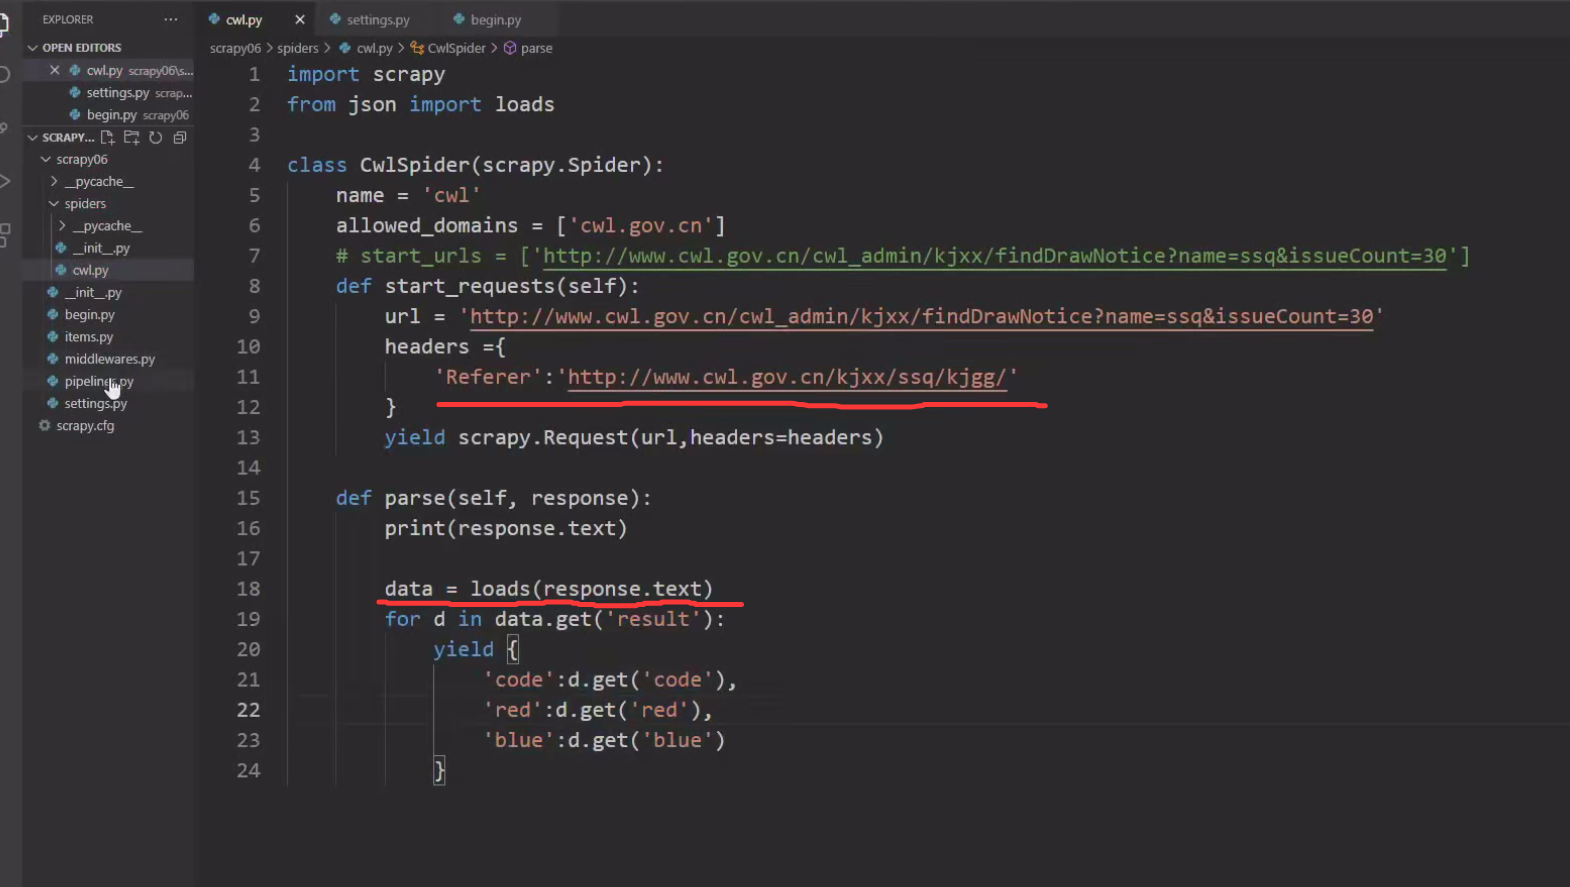 EXPLORER ...
OPEN EDITORS
cwl.py scrapy06\s...
settings.py scrap...
begin.py scrapy06
SCRAPY...
scrapy06
__pycache__
spiders
__pycache__
__init__.py
cwl.py
__init__.py
begin.py
items.py
middlewares.py
pipelines.py
settings.py
scrapy.cfg
cwl.py settings.py begin.py
scrapy06 > spiders > cwl.py > CwlSpider > parse
1 import scrapy
2 from json import loads
3
4 class CwlSpider(scrapy.Spider):
5 name = 'cwl'
6 allowed_domains = ['cwl.gov.cn']
7 # start_urls = ['http://www.cwl.gov.cn/cwl_admin/kjxx/findDrawNotice?name=ssq&issueCount=30']
8 def start_requests(self):
9 url = 'http://www.cwl.gov.cn/cwl_admin/kjxx/findDrawNotice?name=ssq&issueCount=30'
10 headers ={
11 'Referer':'http://www.cwl.gov.cn/kjxx/ssq/kjgg/'
12 }
13 yield scrapy.Request(url,headers=headers)
14
15 def parse(self, response):
16 print(response.text)
17
18 data = loads(response.text)
19 for d in data.get('result'):
20 yield {
21 'code':d.get('code'),
22 'red':d.get('red'),
23 'blue':d.get('blue')
24 }